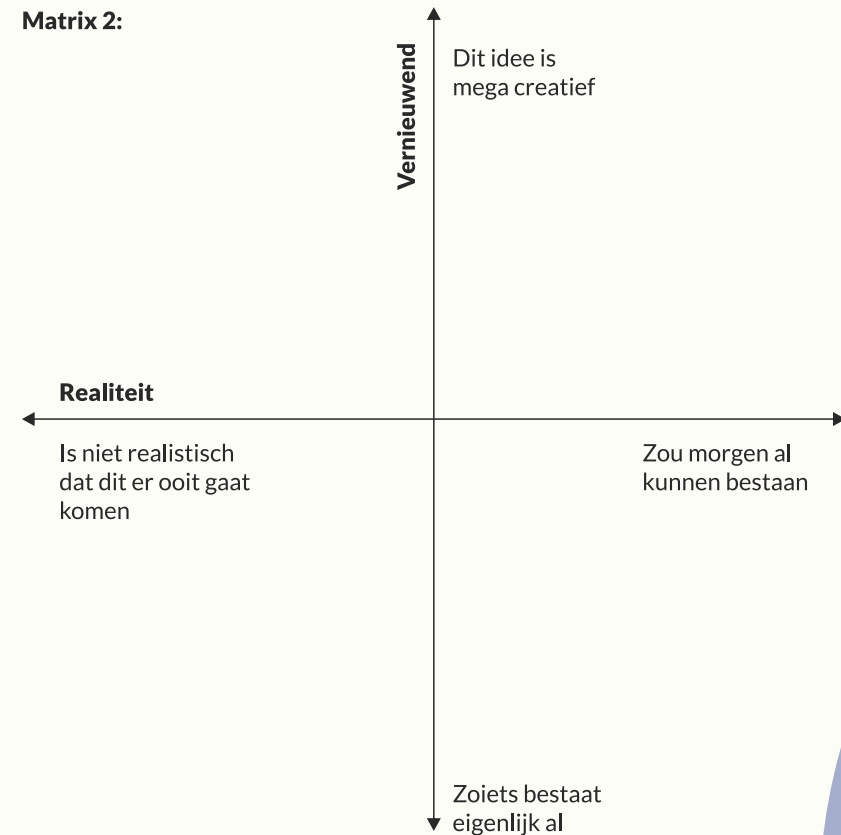 Matrix 2:
Vernieuwend
Dit idee is
mega creatief
Realiteit
Is niet realistisch
dat dit er ooit gaat
komen
Zou morgen al
kunnen bestaan
Zoiets bestaat
eigenlijk al